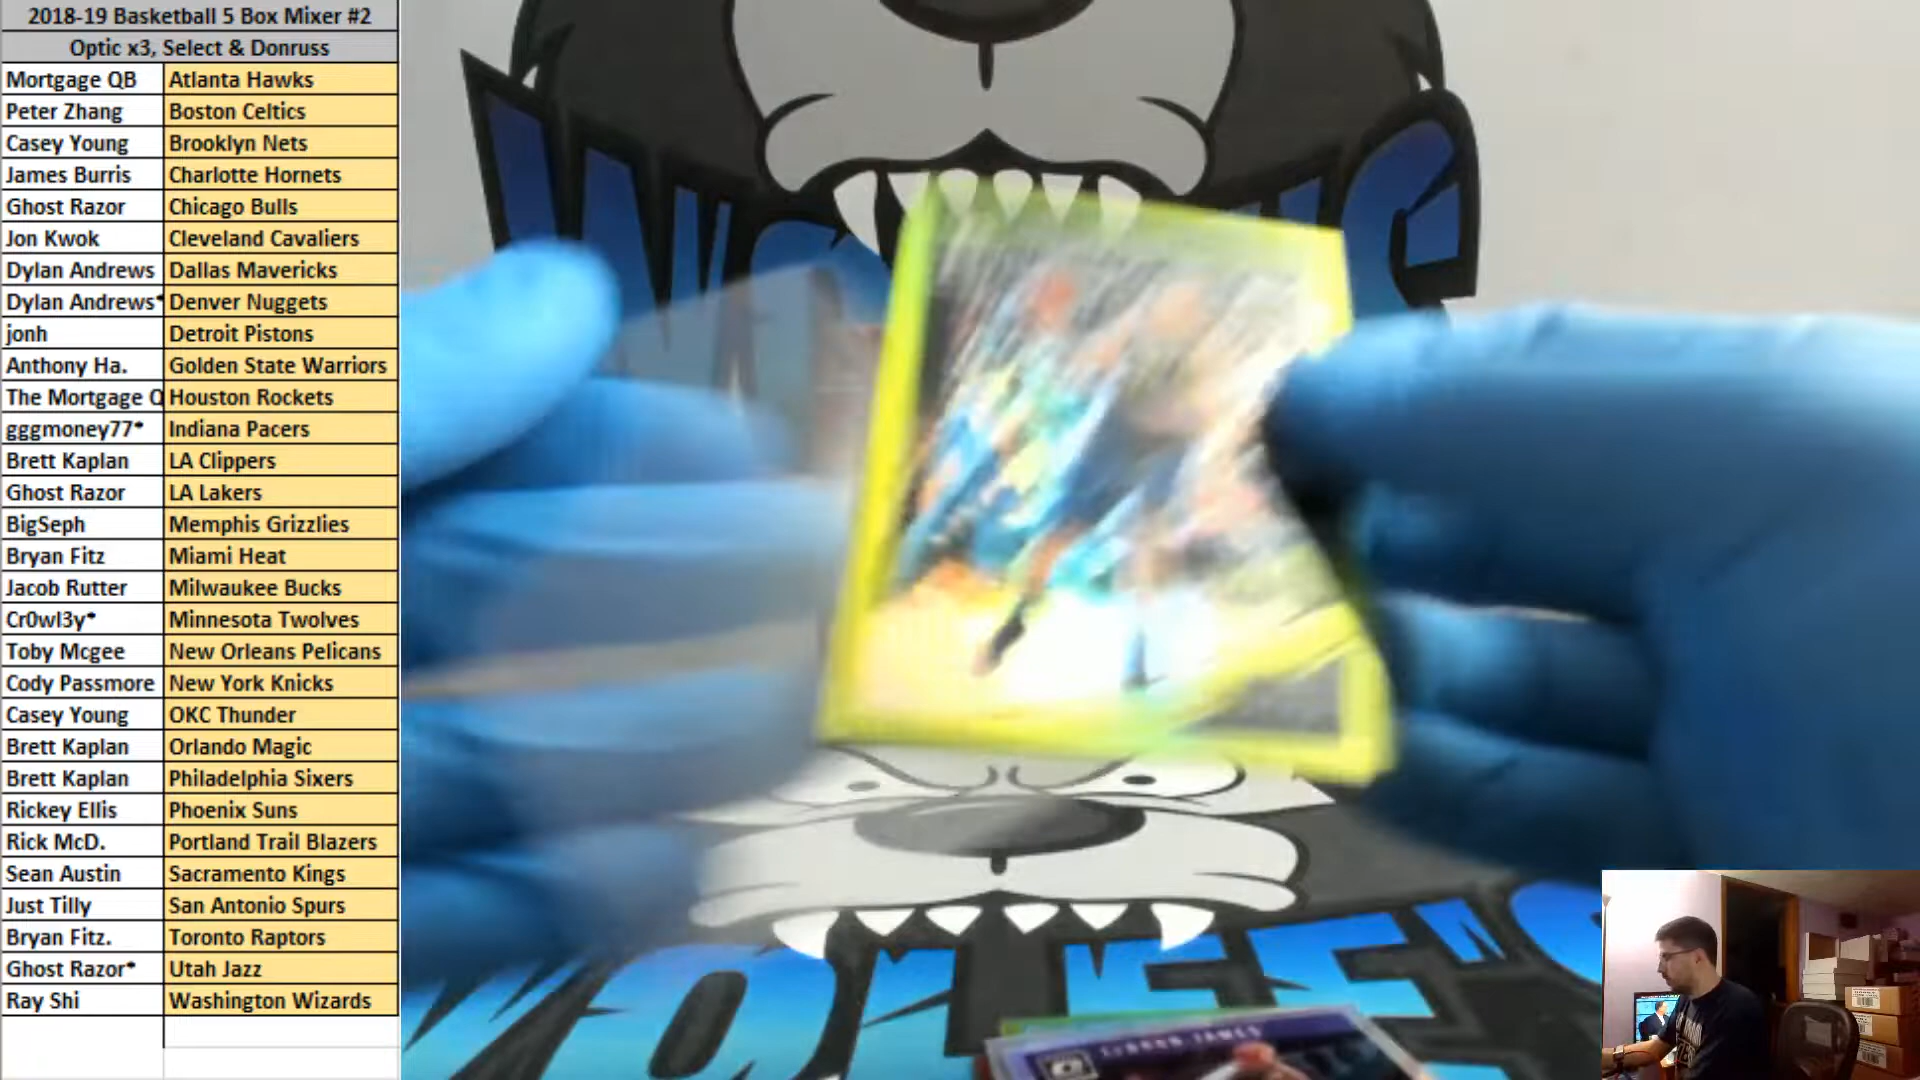 2018-19 Basketball 5 Box Mixer #2
Optic x3, Select & Donruss
Mortgage QB Atlanta Hawks
Peter Zhang Boston Celtics
Casey Young Brooklyn Nets
James Burris Charlotte Hornets
Ghost Razor Chicago Bulls
Jon Kwok Cleveland Cavaliers
Dylan Andrews Dallas Mavericks
Dylan Andrews* Denver Nuggets
jonh Detroit Pistons
Anthony Ha. Golden State Warriors
The Mortgage Q Houston Rockets
gggmoney77* Indiana Pacers
Brett Kaplan LA Clippers
Ghost Razor LA Lakers
BigSeph Memphis Grizzlies
Bryan Fitz Miami Heat
Jacob Rutter Milwaukee Bucks
Cr0wl3y* Minnesota Twolves
Toby Mcgee New Orleans Pelicans
Cody Passmore New York Knicks
Casey Young OKC Thunder
Brett Kaplan Orlando Magic
Brett Kaplan Philadelphia Sixers
Rickey Ellis Phoenix Suns
Rick McD. Portland Trail Blazers
Sean Austin Sacramento Kings
Just Tilly San Antonio Spurs
Bryan Fitz. Toronto Raptors
Ghost Razor* Utah Jazz
Ray Shi Washington Wizards
LeBRON JAMES